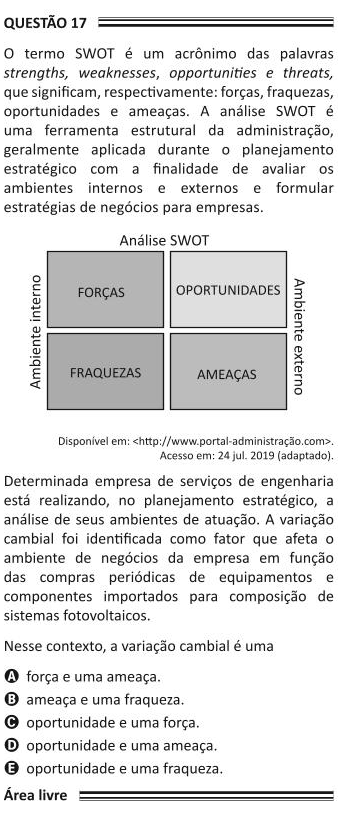 QUESTÃO 17
O termo SWOT é um acrônimo das palavras
strengths, weaknesses, opportunities e threats,
que significam, respectivamente: forças, fraquezas,
oportunidades e ameaças. A análise SWOT é
uma ferramenta estrutural da administração,
geralmente aplicada durante o planejamento
estratégico com a finalidade de avaliar os
ambientes internos e externos e formular
estratégias de negócios para empresas.
Análise SWOT
Ambiente interno
FORÇAS
OPORTUNIDADES
FRAQUEZAS
AMEAÇAS
Ambiente externo
Disponível em: <http://www.portal-administração.com>.
Acesso em: 24 jul. 2019 (adaptado).
Determinada empresa de serviços de engenharia
está realizando, no planejamento estratégico, a
análise de seus ambientes de atuação. A variação
cambial foi identificada como fator que afeta o
ambiente de negócios da empresa em função
das compras periódicas de equipamentos e
componentes importados para composição de
sistemas fotovoltaicos.
Nesse contexto, a variação cambial é uma
A força e uma ameaça.
B ameaça e uma fraqueza.
C oportunidade e uma força.
D oportunidade e uma ameaça.
E oportunidade e uma fraqueza.
Área livre